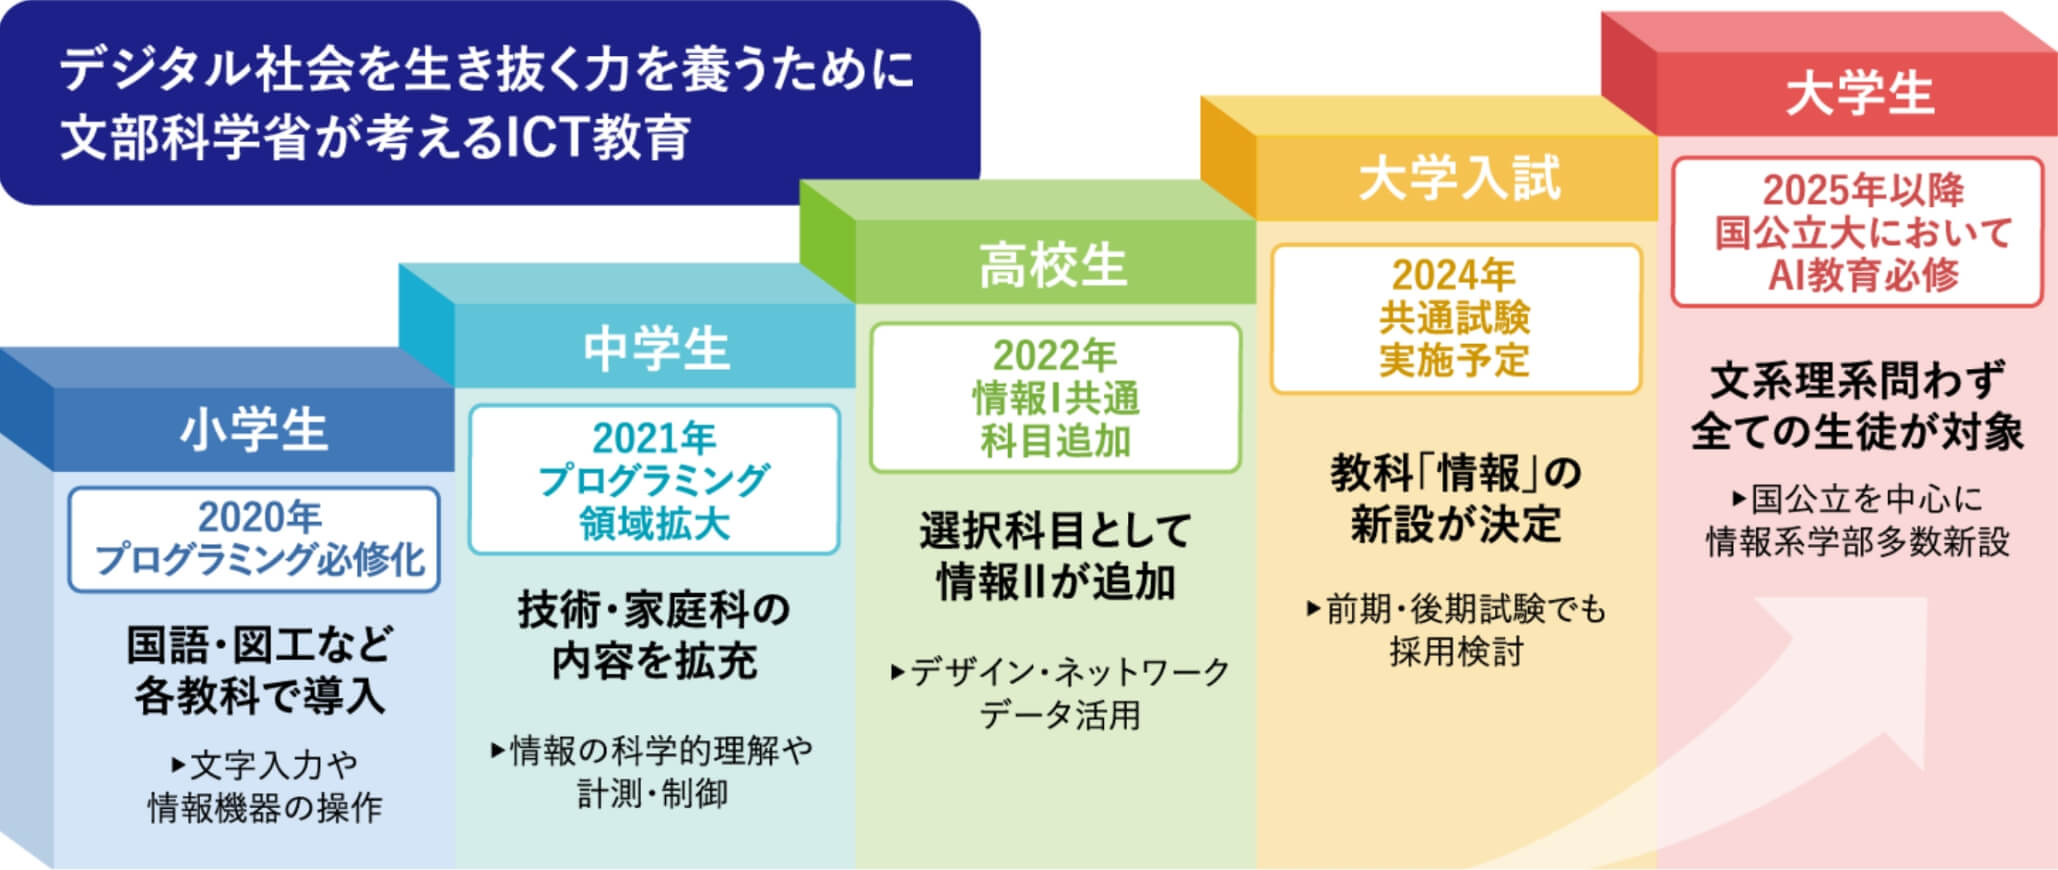 デジタル社会を生き抜く力を養うために
文部科学省が考えるICT教育
小学生
2020年
プログラミング必修化
国語・図工など
各教科で導入
▶文字入力や
情報機器の操作
中学生
2021年
プログラミング
領域拡大
技術・家庭科の
内容を拡充
▶情報の科学的理解や
計測・制御
高校生
2022年
情報I共通
科目追加
選択科目として
情報IIが追加
▶デザイン・ネットワーク
データ活用
大学入試
2024年
共通試験
実施予定
教科「情報」の
新設が決定
▶前期・後期試験でも
採用検討
大学生
2025年以降
国公立大において
AI教育必修
文系理系問わず
全ての生徒が対象
▶国公立を中心に
情報系学部多数新設